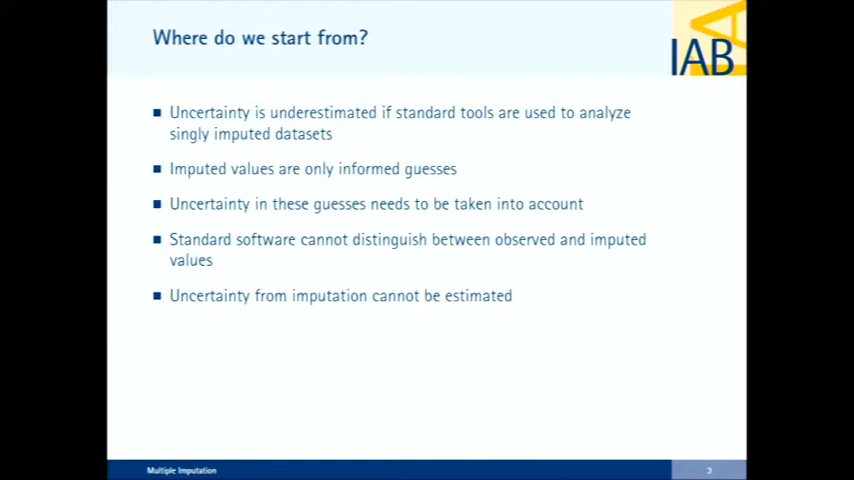 Where do we start from?
IAB
Uncertainty is underestimated if standard tools are used to analyze
singly imputed datasets
Imputed values are only informed guesses
Uncertainty in these guesses needs to be taken into account
Standard software cannot distinguish between observed and imputed
values
Uncertainty from imputation cannot be estimated
Multiple Imputation
3